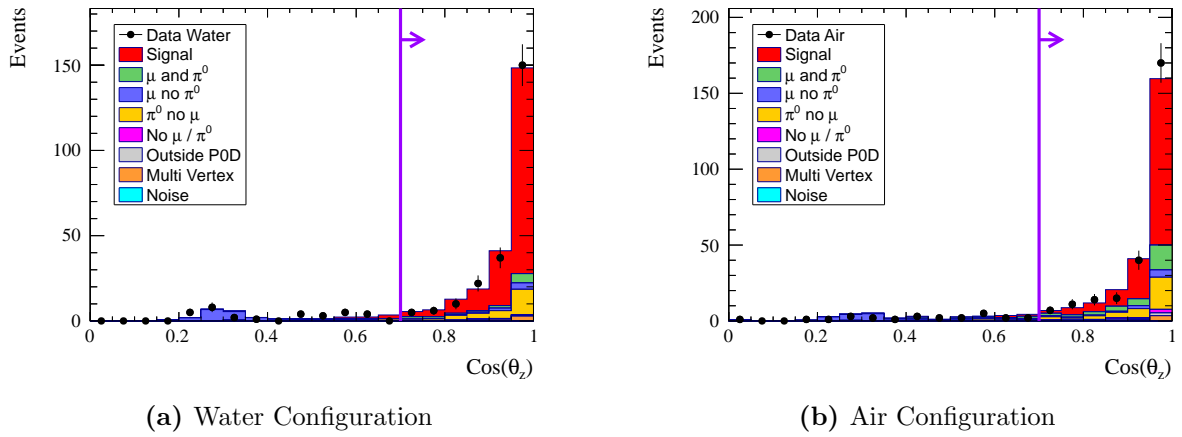 Events
150
100
50
0
Data Water
Signal
μ and π⁰
μ no π⁰
π⁰ no μ
No μ / π⁰
Outside P0D
Multi Vertex
Noise
0 0.2 0.4 0.6 0.8 1
Cos(θz)
(a) Water Configuration
Events
200
150
100
50
0
Data Air
Signal
μ and π⁰
μ no π⁰
π⁰ no μ
No μ / π⁰
Outside P0D
Multi Vertex
Noise
0 0.2 0.4 0.6 0.8 1
Cos(θz)
(b) Air Configuration